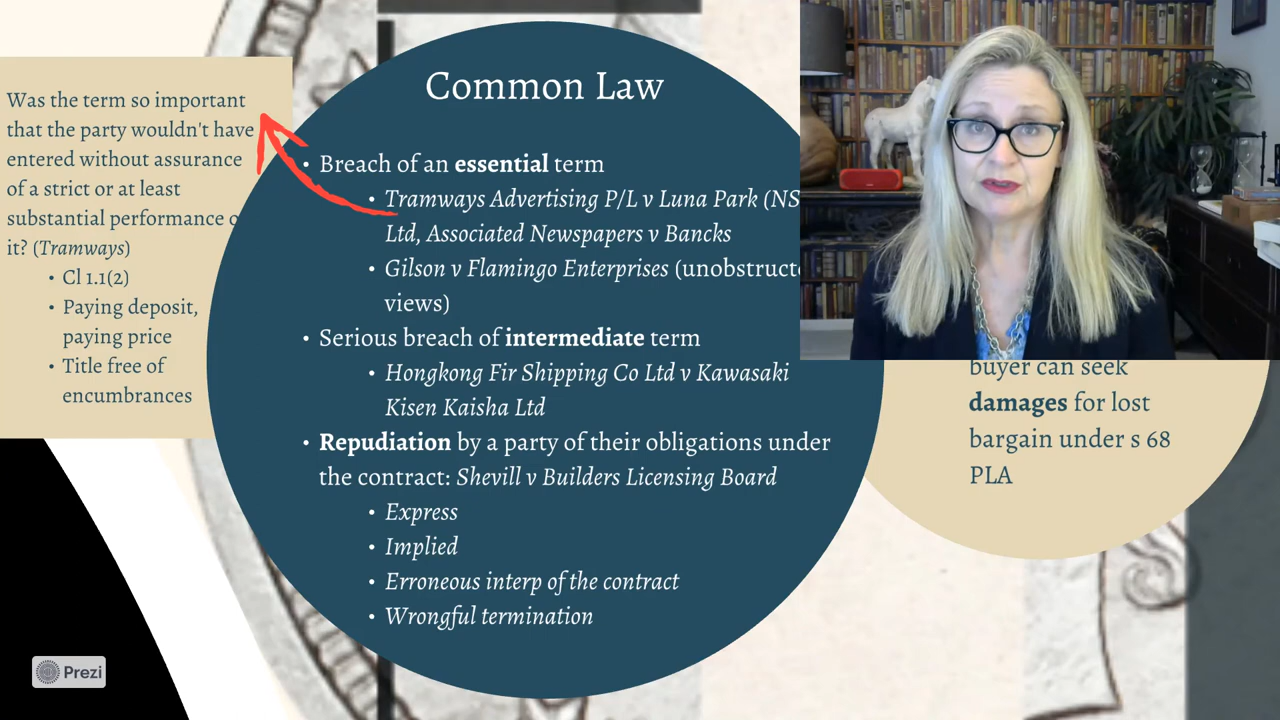 Was the term so important
that the party wouldn't have
entered without assurance
of a strict or at least
substantial performance
it? (Tramways)
• Cl 1.1(2)
• Paying deposit,
paying price
• Title free of
encumbrances
Common Law
• Breach of an essential term
• Tramways Advertising P/L v Luna Park (NS
Ltd, Associated Newspapers v Bancks
• Gilson v Flamingo Enterprises (unobstruct
views)
• Serious breach of intermediate term
• Hongkong Fir Shipping Co Ltd v Kawasaki
Kisen Kaisha Ltd
• Repudiation by a party of their obligations under
the contract: Shevill v Builders Licensing Board
• Express
• Implied
• Erroneous interp of the contract
• Wrongful termination
buyer can seek
damages for lost
bargain under s 68
PLA
Prezi